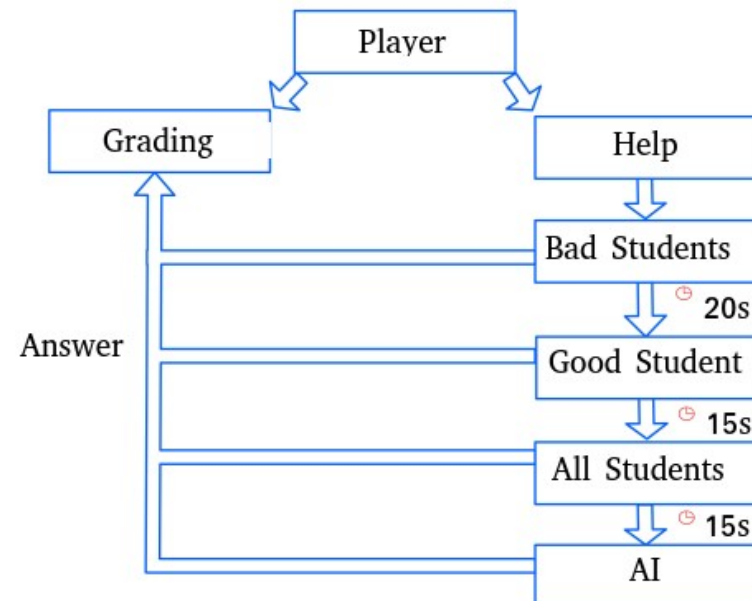 Player
Grading
Help
Bad Students
20s
Good Student
Answer
15s
All Students
15s
AI